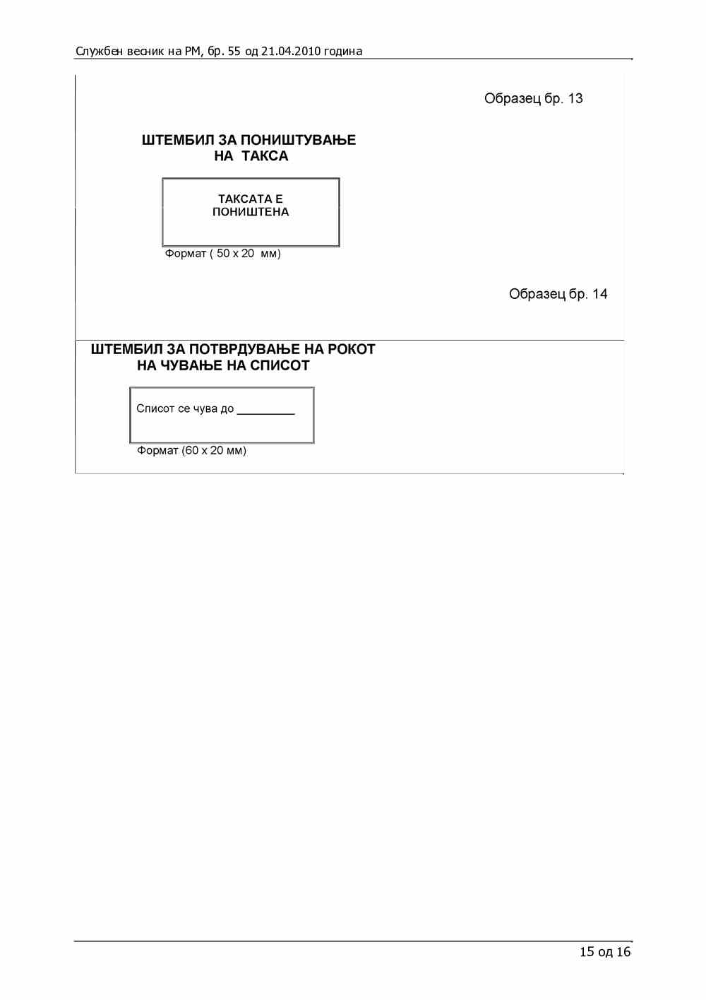 Службен весник на РМ, бр. 55 од 21.04.2010 година
Образец бр. 13
ШТЕМБИЛ ЗА ПОНИШТУВАЊЕ
НА ТАКСА
ТАКСАТА Е
ПОНИШТЕНА
Формат ( 50 x 20 мм)
Образец бр. 14
ШТЕМБИЛ ЗА ПОТВРДУВАЊЕ НА РОКОТ
НА ЧУВАЊЕ НА СПИСОТ
Списот се чува до __________
Формат (60 x 20 мм)
15 од 16